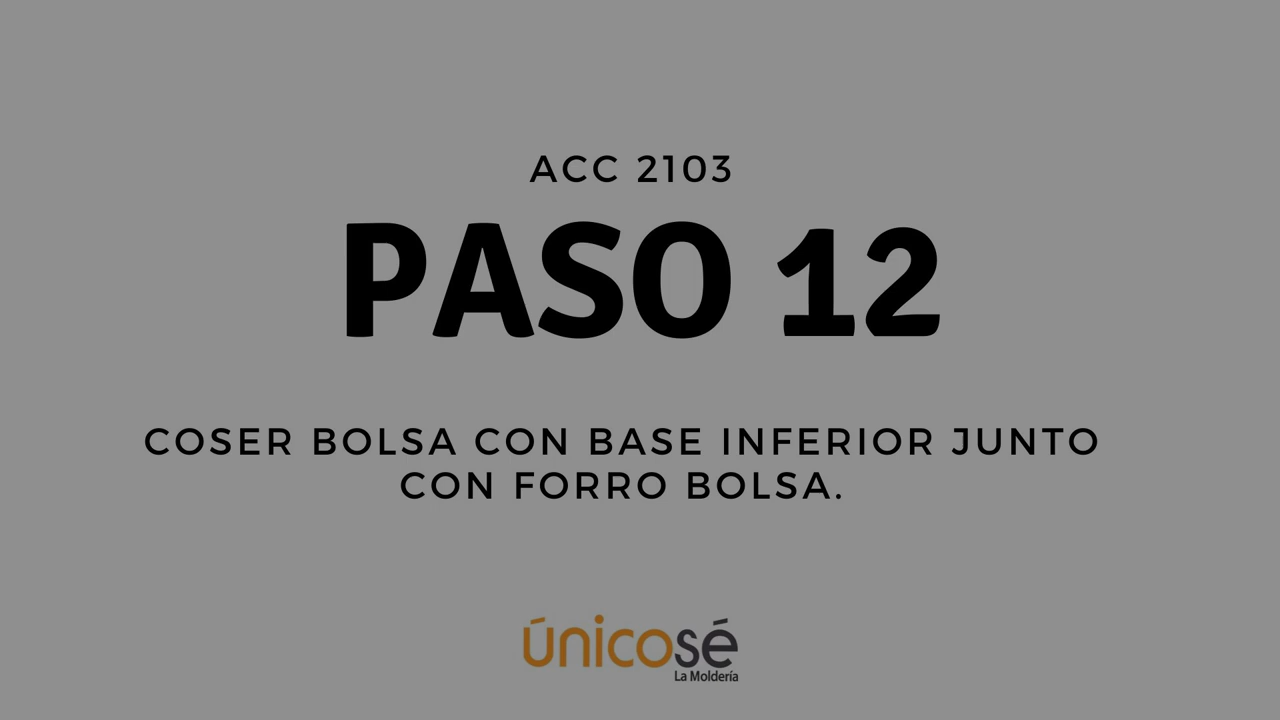 ACC 2103
PASO 12
COSER BOLSA CON BASE INFERIOR JUNTO
CON FORRO BOLSA.
únicosé
La Moldería